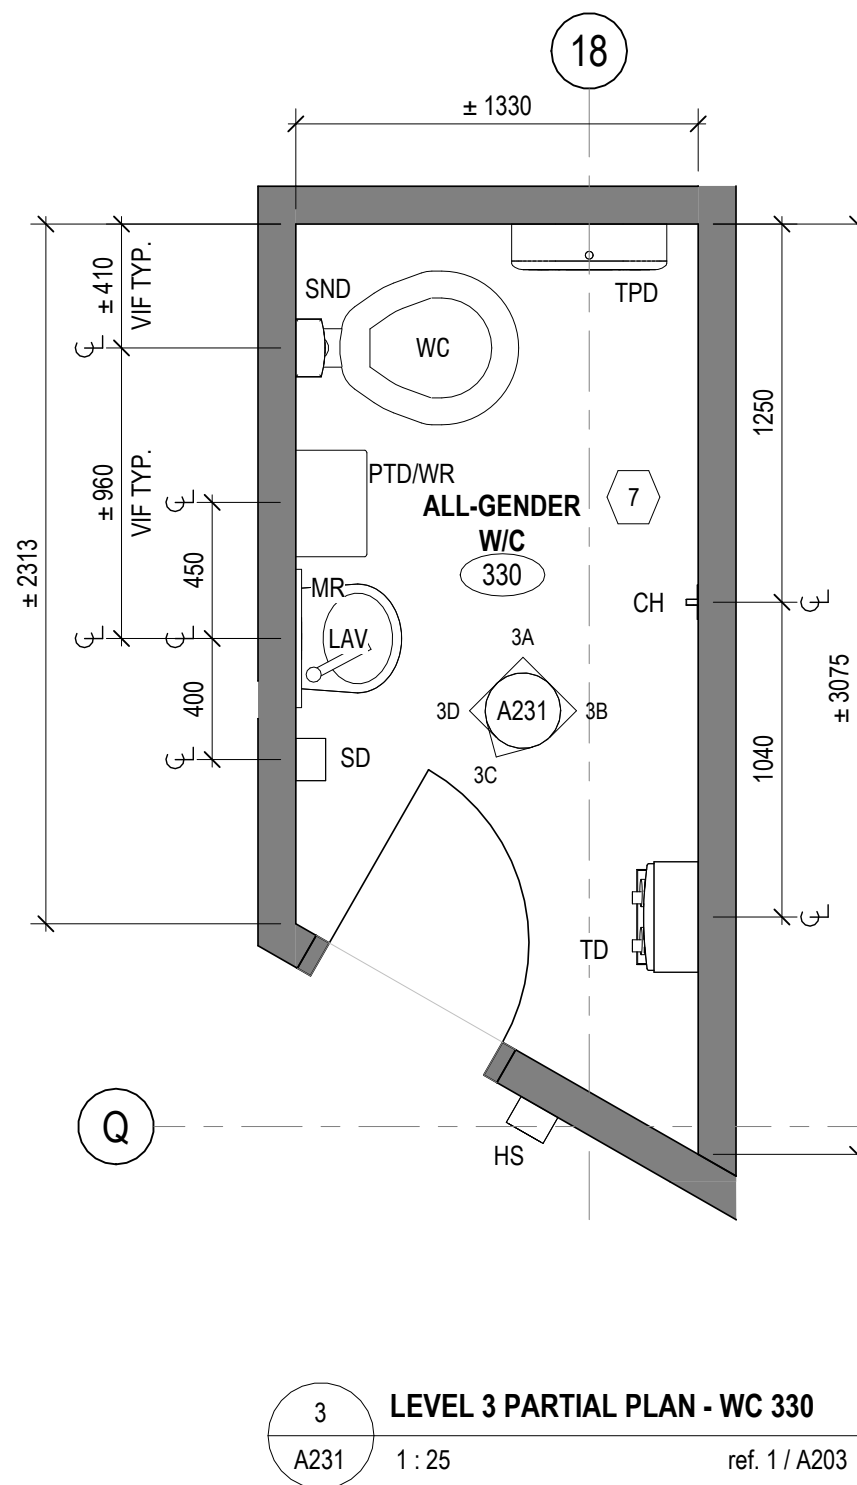 18
± 1330
± 410
VIF TYP.
SND
WC
TPD
1250
± 960
VIF TYP.
PTD/WR
ALL-GENDER
W/C
330
7
± 2313
450
MR
LAV
CH
3A
3D
A231
3B
3C
± 3075
400
SD
1040
TD
Q
HS
3
A231
LEVEL 3 PARTIAL PLAN - WC 330
1 : 25
ref. 1 / A203